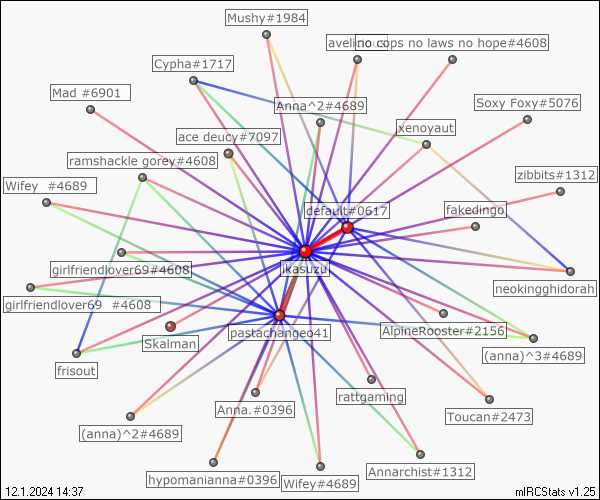 Mushy#1984
avelino
no cops no laws no hope#4608
Cypha#1717
Mad #6901
Anna^2#4689
Soxy Foxy#5076
xenoyaut
ace deucy#7097
ramshackle gorey#4608
zibbits#1312
Wifey #4689
default#0617
fakedingo
jkasuzu
girlfriendlover69#4608
neokingghidorah
girlfriendlover69 #4608
pastachangeo41
AlpineRooster#2156
Skalman
(anna)^3#4689
frisout
rattgaming
Anna.#0396
Toucan#2473
(anna)^2#4689
Annarchist#1312
hypomanianna#0396
Wifey#4689
12.1.2024 14:37
mIRCStats v1.25